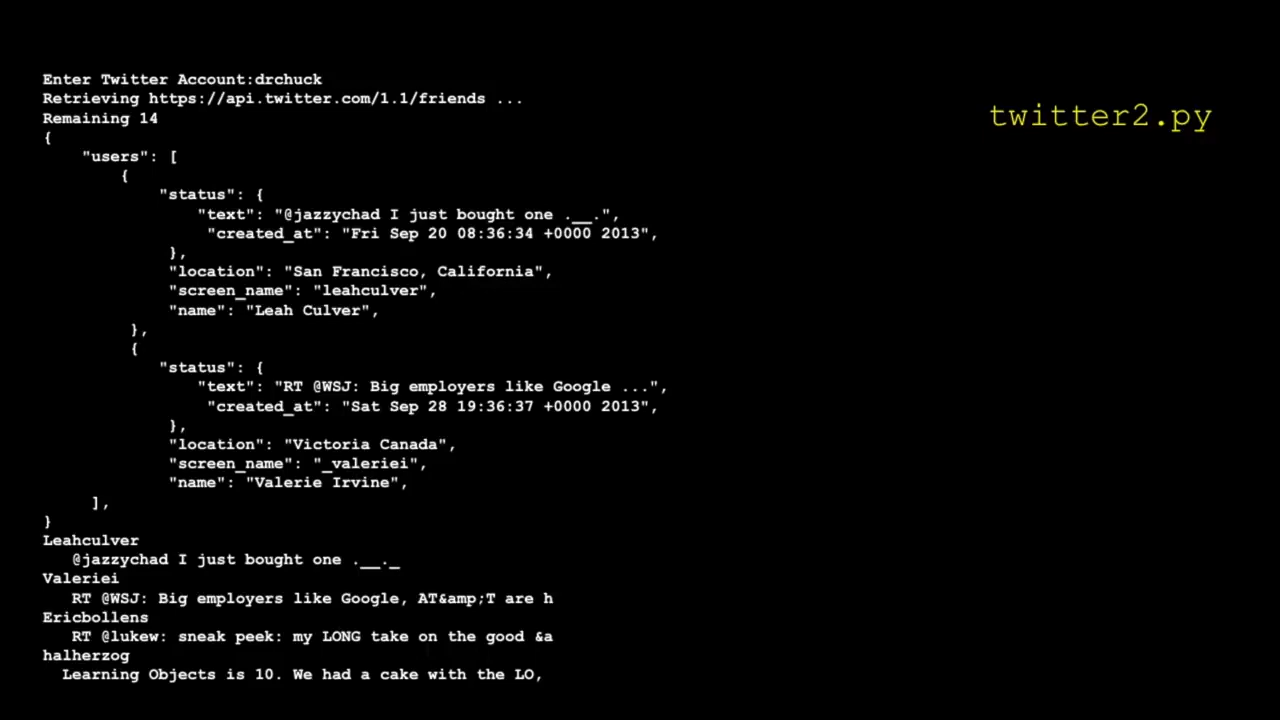 Enter Twitter Account:drchuck
Retrieving https://api.twitter.com/1.1/friends ...
Remaining 14
twitter2.py
{
"users": [
{
"status": {
"text": "@jazzychad I just bought one .__.",
"created_at": "Fri Sep 20 08:36:34 +0000 2013",
},
"location": "San Francisco, California",
"screen_name": "leahculver",
"name": "Leah Culver",
},
{
"status": {
"text": "RT @WSJ: Big employers like Google ...",
"created_at": "Sat Sep 28 19:36:37 +0000 2013",
},
"location": "Victoria Canada",
"screen_name": "_valeriei",
"name": "Valerie Irvine",
],
}
Leahculver
@jazzychad I just bought one .__._
Valeriei
RT @WSJ: Big employers like Google, AT&amp;T are h
Ericbollens
RT @lukew: sneak peek: my LONG take on the good &a
halherzog
Learning Objects is 10. We had a cake with the LO,